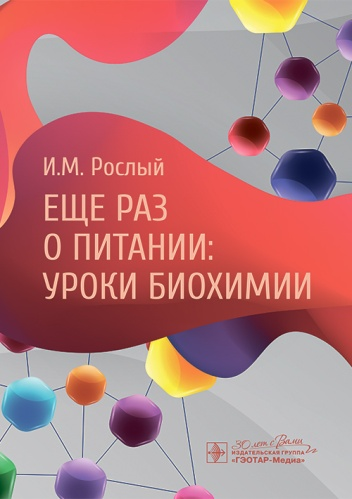 И.М. Рослый
ЕЩЕ РАЗ
О ПИТАНИИ:
УРОКИ БИОХИМИИ
30 лет с Вами
ИЗДАТЕЛЬСКАЯ ГРУППА
«ГЭОТАР-Медиа»